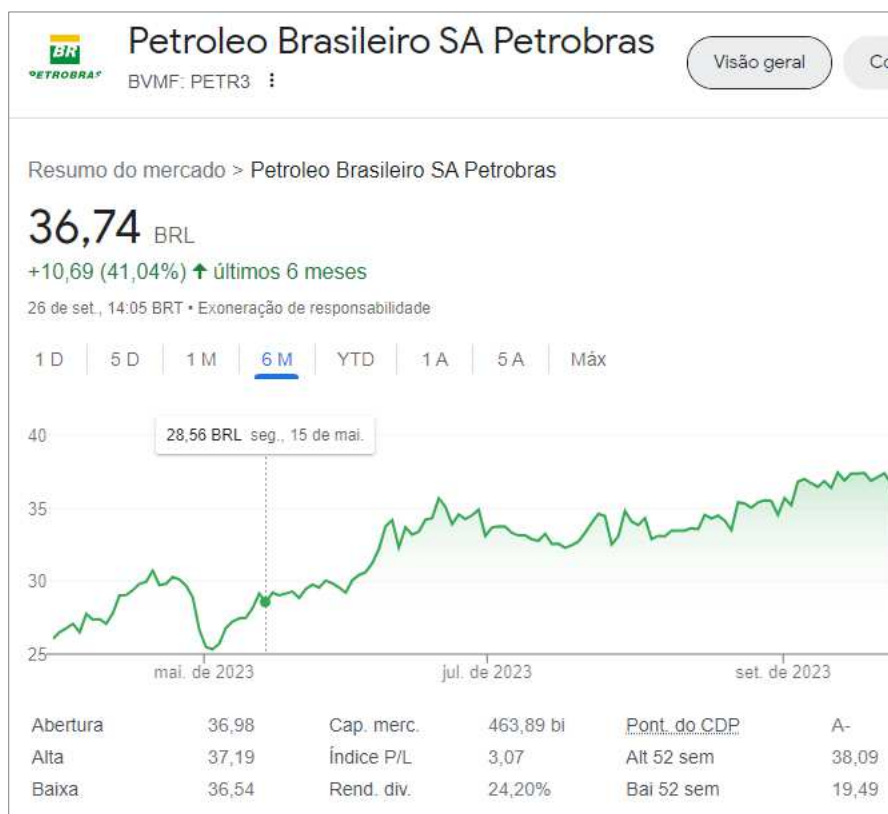 BR
PETROBRAS
Petroleo Brasileiro SA Petrobras
BVMF: PETR3
Visão geral
Co
Resumo do mercado > Petroleo Brasileiro SA Petrobras
36,74 BRL
+10,69 (41,04%) ↑ últimos 6 meses
26 de set., 14:05 BRT • Exoneração de responsabilidade
1 D 5 D 1 M 6 M YTD 1 A 5 A Máx
28,56 BRL seg., 15 de mai.
40
35
30
25
mai. de 2023 jul. de 2023 set. de 2023
Abertura 36,98 Cap. merc. 463,89 bi Pont. do CDP A-
Alta 37,19 Índice P/L 3,07 Alt 52 sem 38,09
Baixa 36,54 Rend. div. 24,20% Bai 52 sem 19,49